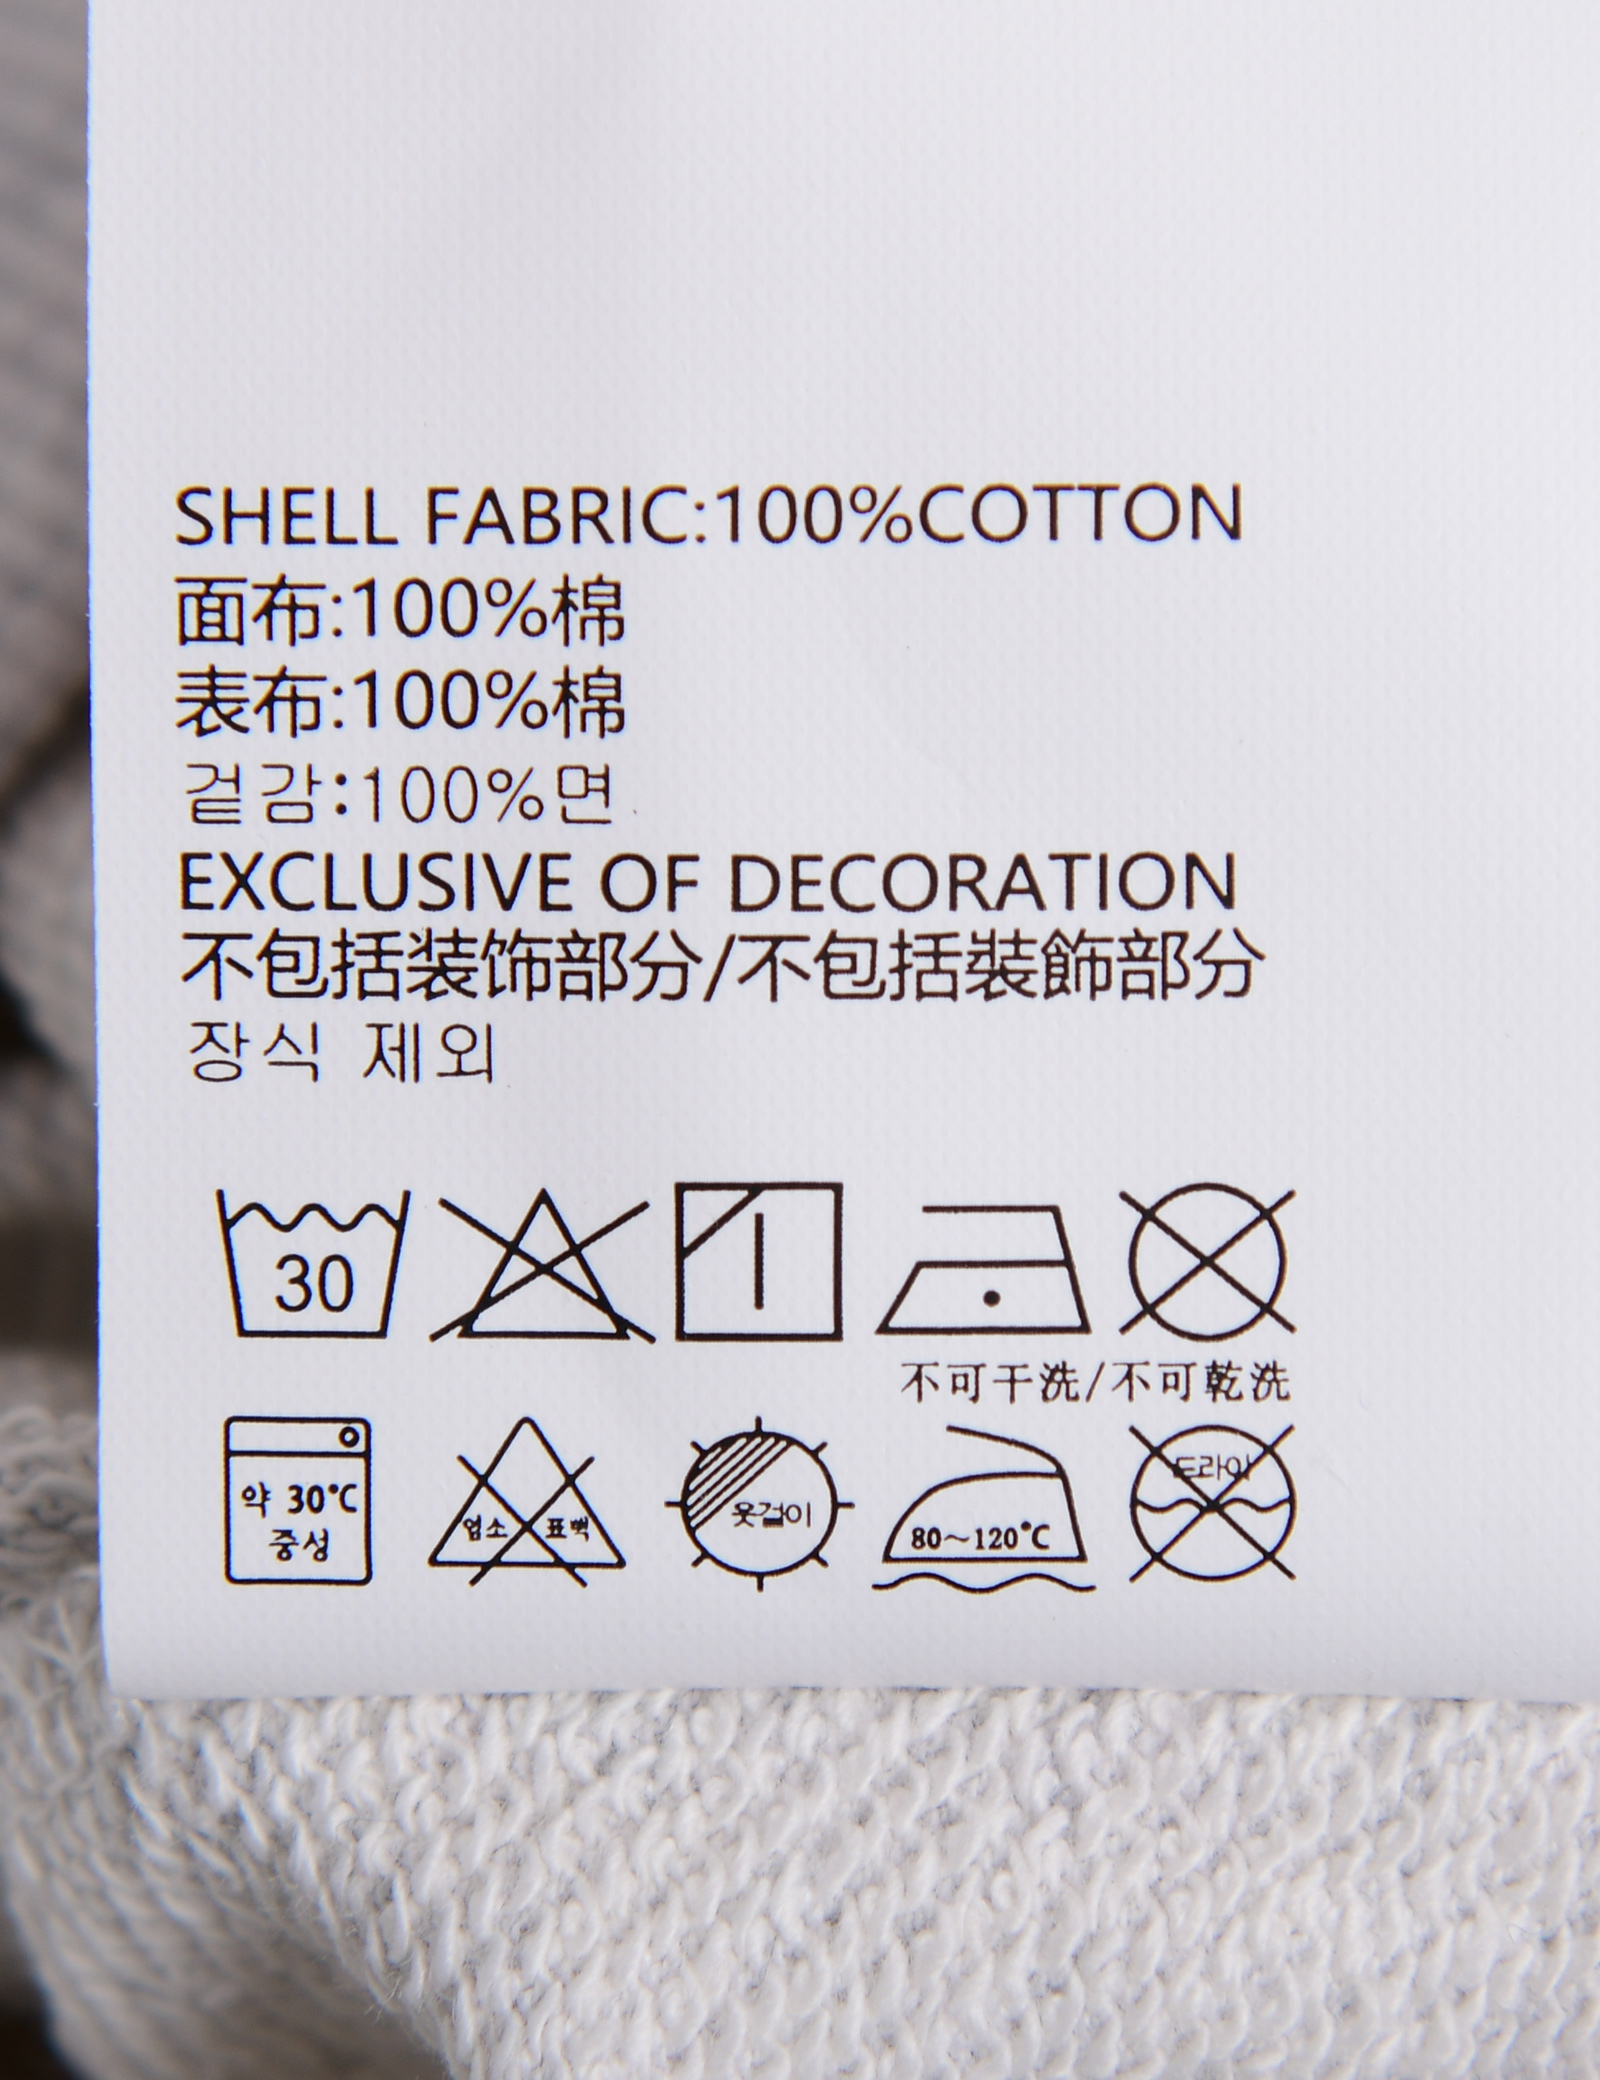 SHELL FABRIC:100%COTTON
面布:100%棉
表布:100%棉
겉감:100%면
EXCLUSIVE OF DECORATION
不包括装饰部分/不包括裝飾部分
장식 제외
30
不可干洗/不可乾洗
약 30℃
중성
염소 표백
옷걸이
80～120℃
드라이